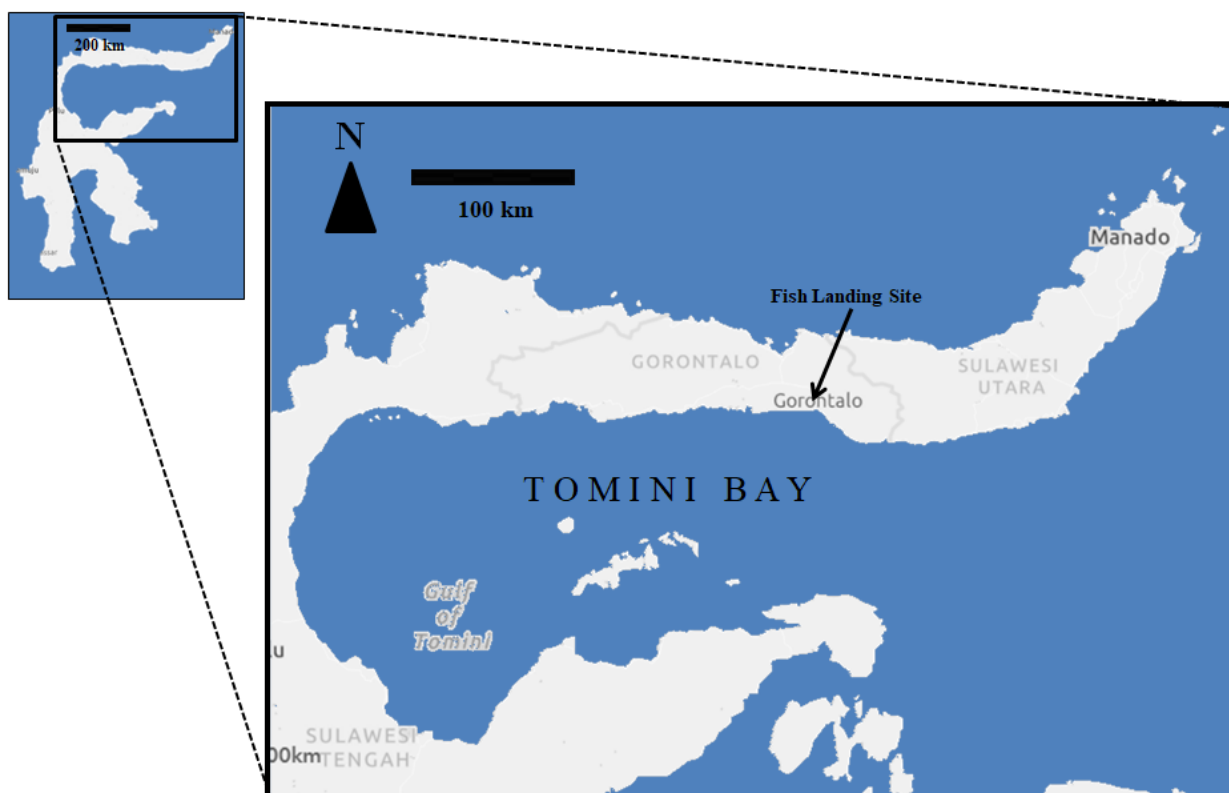 200 km
N
100 km
Manado
Fish Landing Site
GORONTALO
SULAWESI
UTARA
Gorontalo
TOMINI BAY
Gulf
of
Tomini
SULAWESI
TENGAH
00km